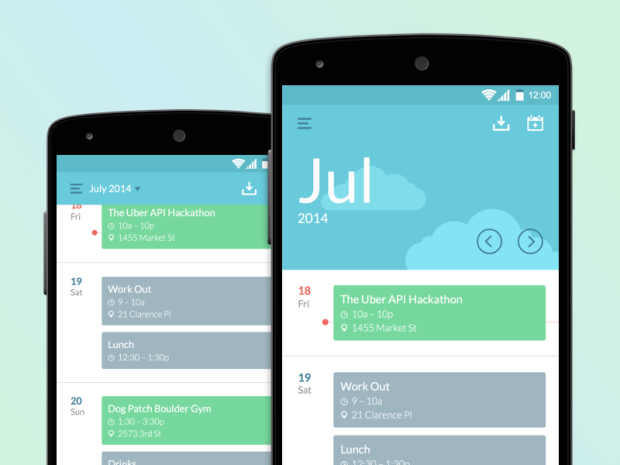 July 2014
18
Fri
The Uber API Hackathon
10a – 10p
1455 Market St
19
Sat
Work Out
9 – 10a
21 Clarence Pl
Lunch
12:30 – 1:30p
20
Sun
Dog Patch Boulder Gym
1:30 – 3:30p
2573 3rd St
Drinks
12:00
Jul
2014
18
Fri
The Uber API Hackathon
10a – 10p
1455 Market St
19
Sat
Work Out
9 – 10a
21 Clarence Pl
Lunch
12:30 – 1:30p